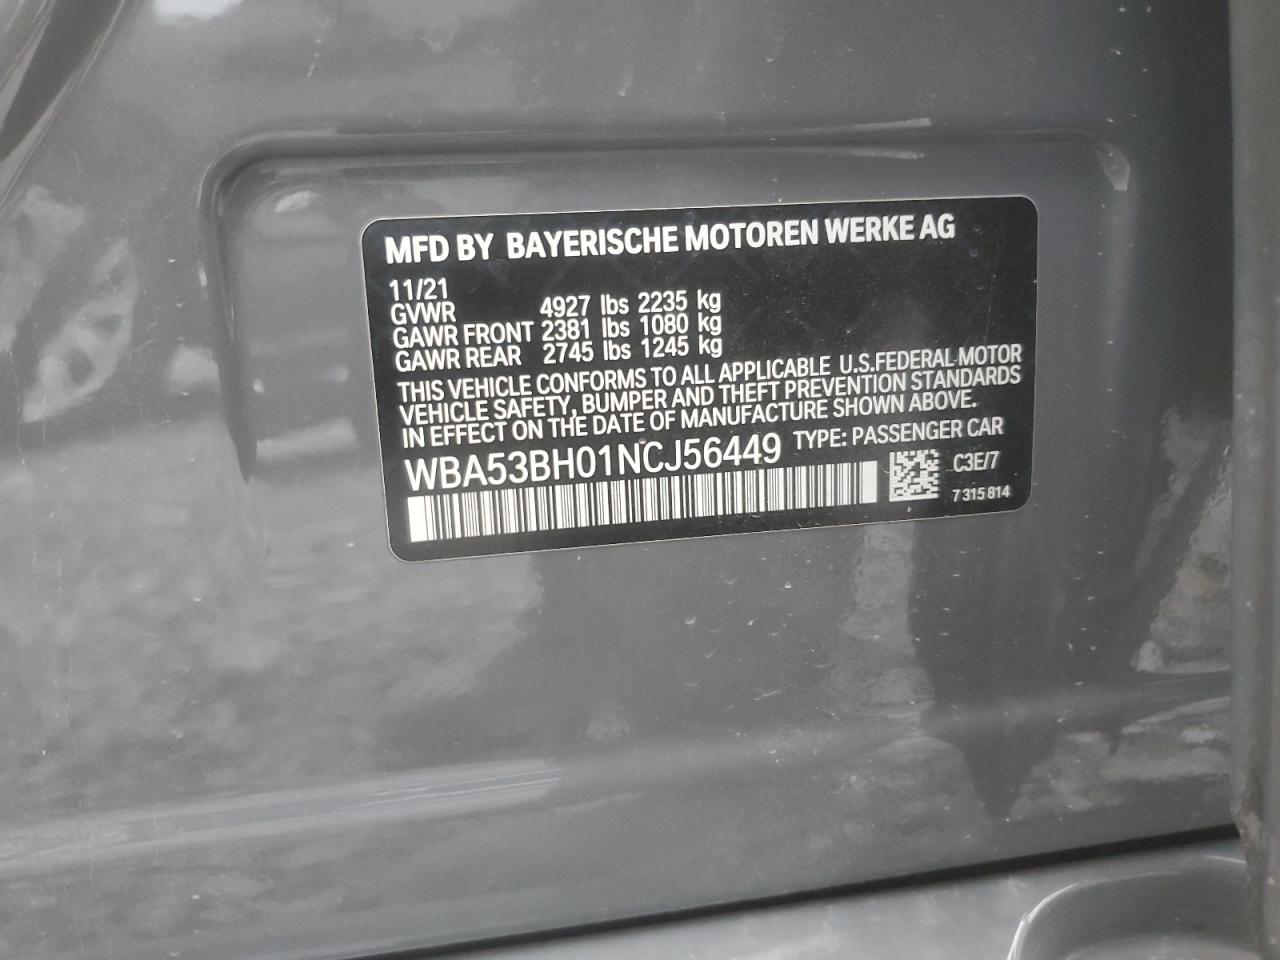 MFD BY BAYERISCHE MOTOREN WERKE AG
11/21
GVWR 4927 lbs 2235 kg
GAWR FRONT 2381 lbs 1080 kg
GAWR REAR 2745 lbs 1245 kg
THIS VEHICLE CONFORMS TO ALL APPLICABLE U.S.FEDERAL MOTOR
VEHICLE SAFETY, BUMPER AND THEFT PREVENTION STANDARDS
IN EFFECT ON THE DATE OF MANUFACTURE SHOWN ABOVE.
WBA53BH01NCJ56449 TYPE: PASSENGER CAR
C3E/7
7 315 814